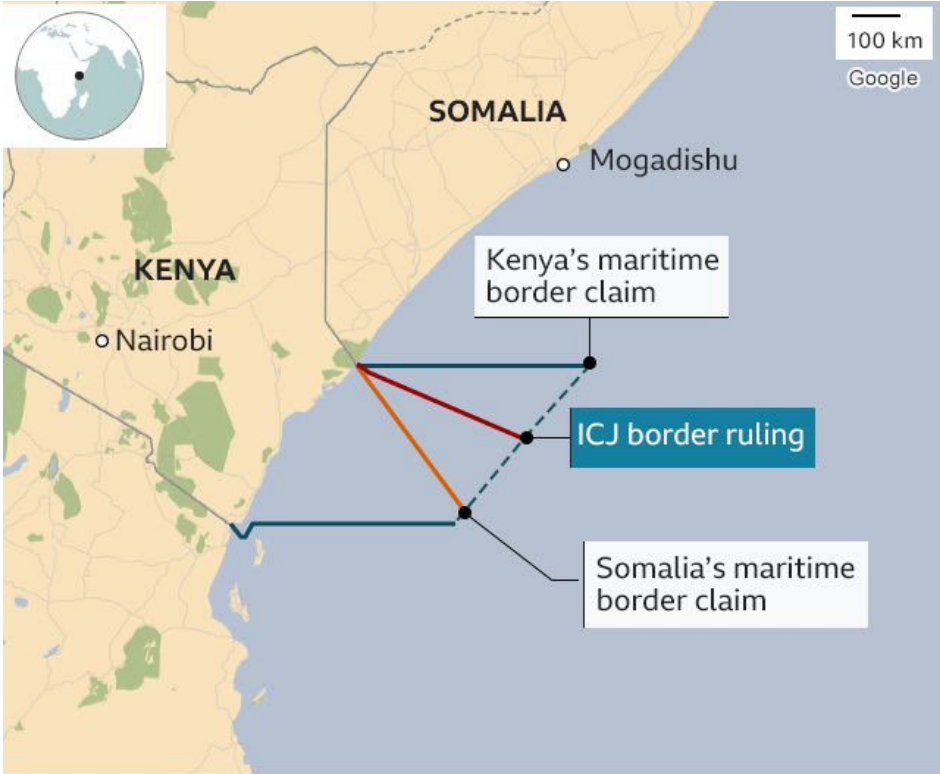 100 km
Google
SOMALIA
Mogadishu
Kenya's maritime
border claim
KENYA
Nairobi
ICJ border ruling
Somalia's maritime
border claim